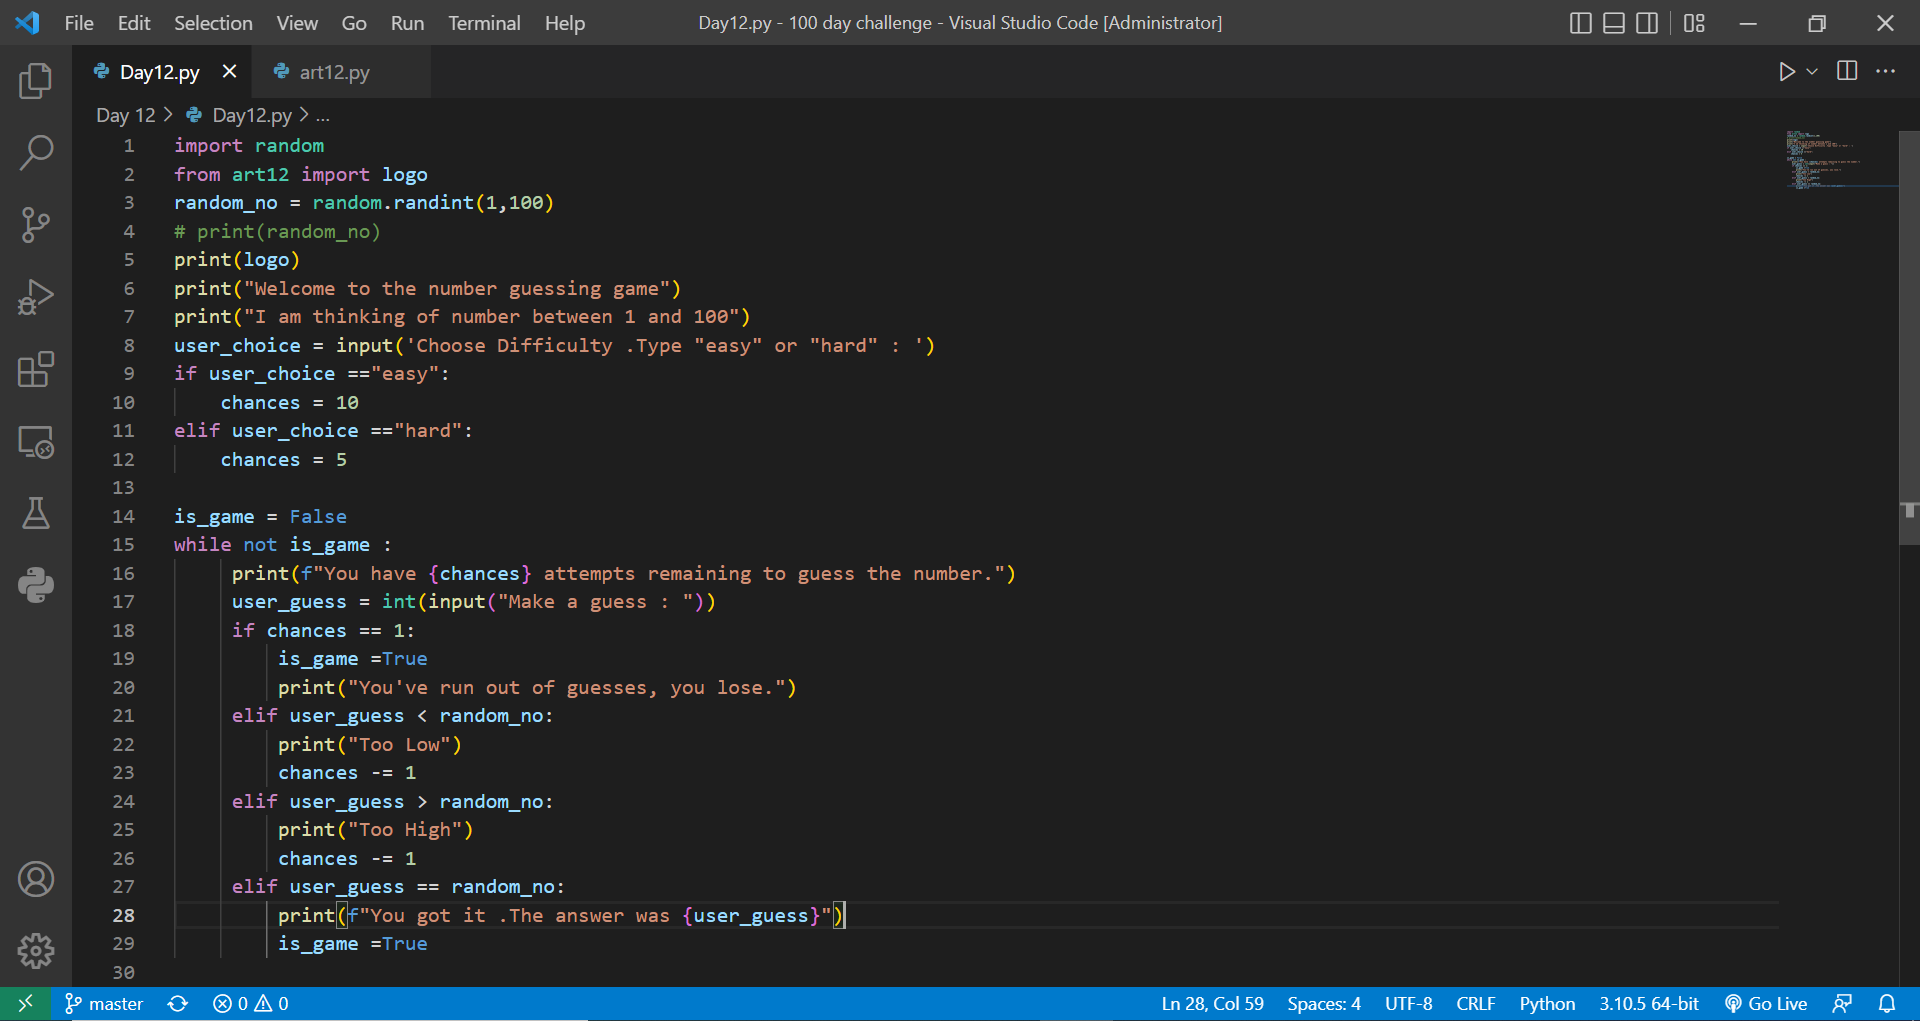 File Edit Selection View Go Run Terminal Help Day12.py - 100 day challenge - Visual Studio Code [Administrator]
Day12.py art12.py
Day 12 > Day12.py > ...
1 import random
2 from art12 import logo
3 random_no = random.randint(1,100)
4 # print(random_no)
5 print(logo)
6 print("Welcome to the number guessing game")
7 print("I am thinking of number between 1 and 100")
8 user_choice = input('Choose Difficulty .Type "easy" or "hard" : ')
9 if user_choice =="easy":
10     chances = 10
11 elif user_choice =="hard":
12     chances = 5
13
14 is_game = False
15 while not is_game :
16     print(f"You have {chances} attempts remaining to guess the number.")
17     user_guess = int(input("Make a guess : "))
18     if chances == 1:
19         is_game =True
20         print("You've run out of guesses, you lose.")
21     elif user_guess < random_no:
22         print("Too Low")
23         chances -= 1
24     elif user_guess > random_no:
25         print("Too High")
26         chances -= 1
27     elif user_guess == random_no:
28         print(f"You got it .The answer was {user_guess}")
29         is_game =True
30
master 0 0 Ln 28, Col 59 Spaces: 4 UTF-8 CRLF Python 3.10.5 64-bit Go Live